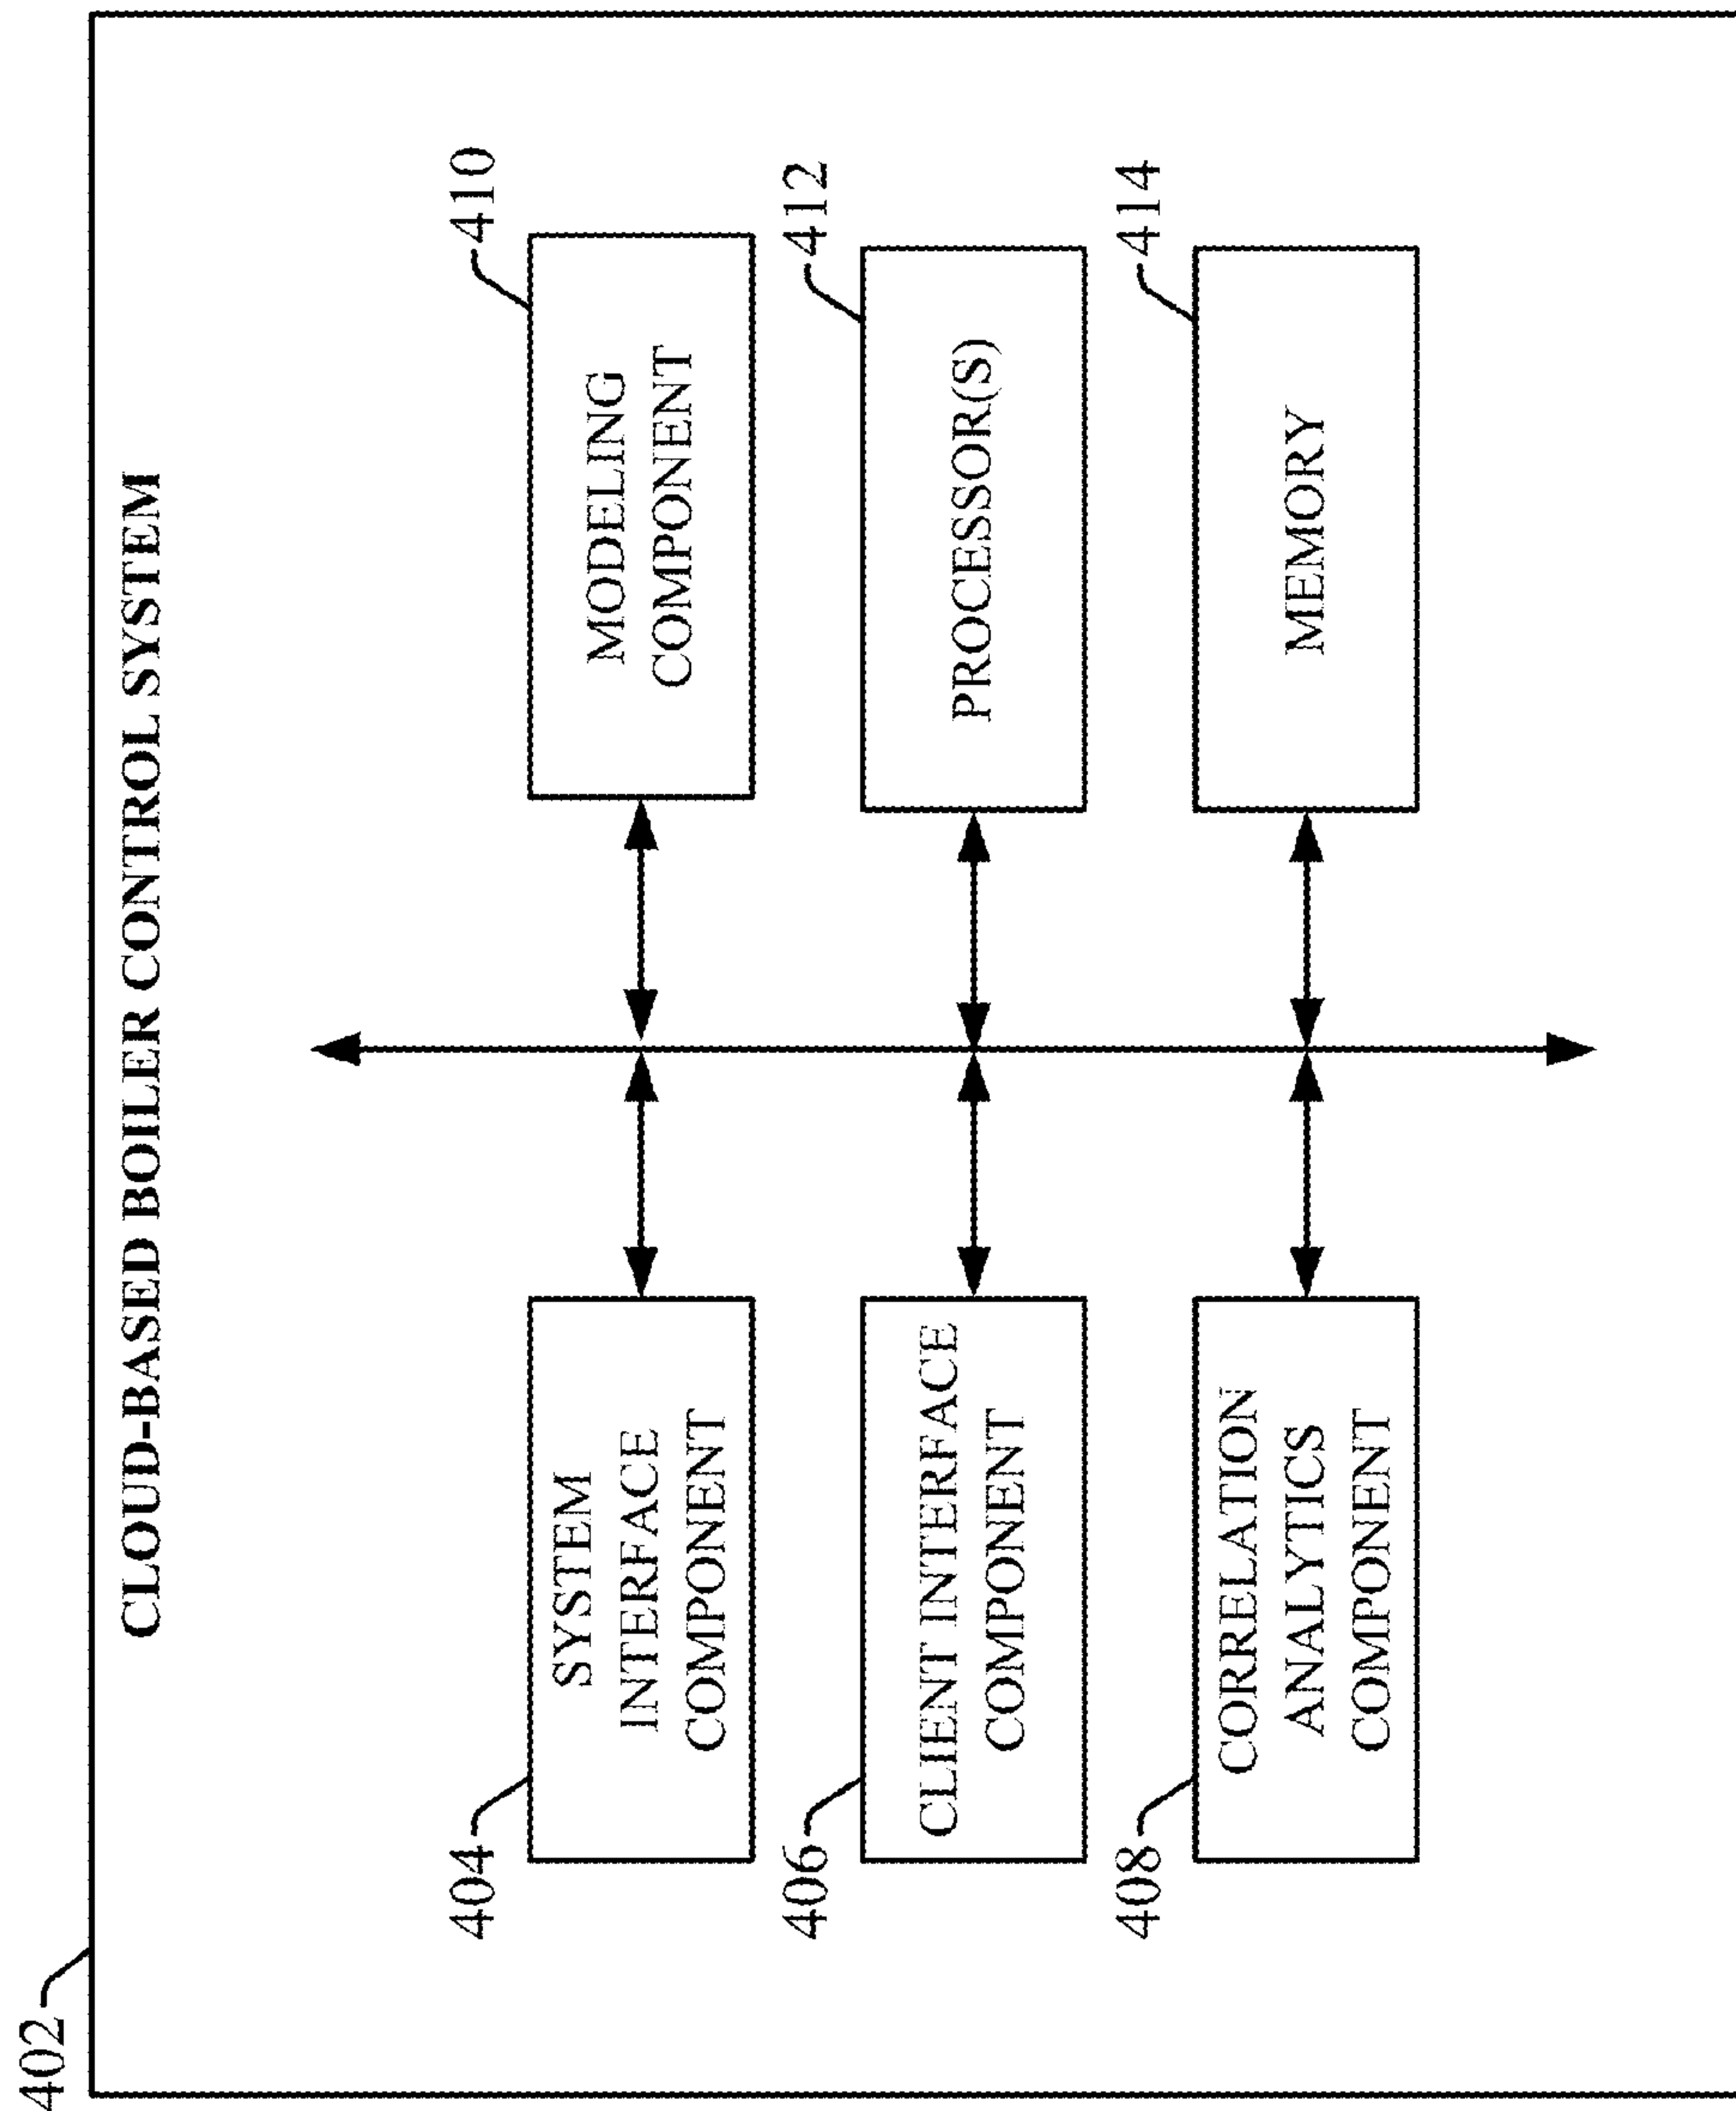 402
CLOUD-BASED BOILER CONTROL SYSTEM
404
SYSTEM
INTERFACE
COMPONENT
406
CLIENT INTERFACE
COMPONENT
408
CORRELATION
ANALYTICS
COMPONENT
410
MODELING
COMPONENT
412
PROCESSOR(S)
414
MEMORY